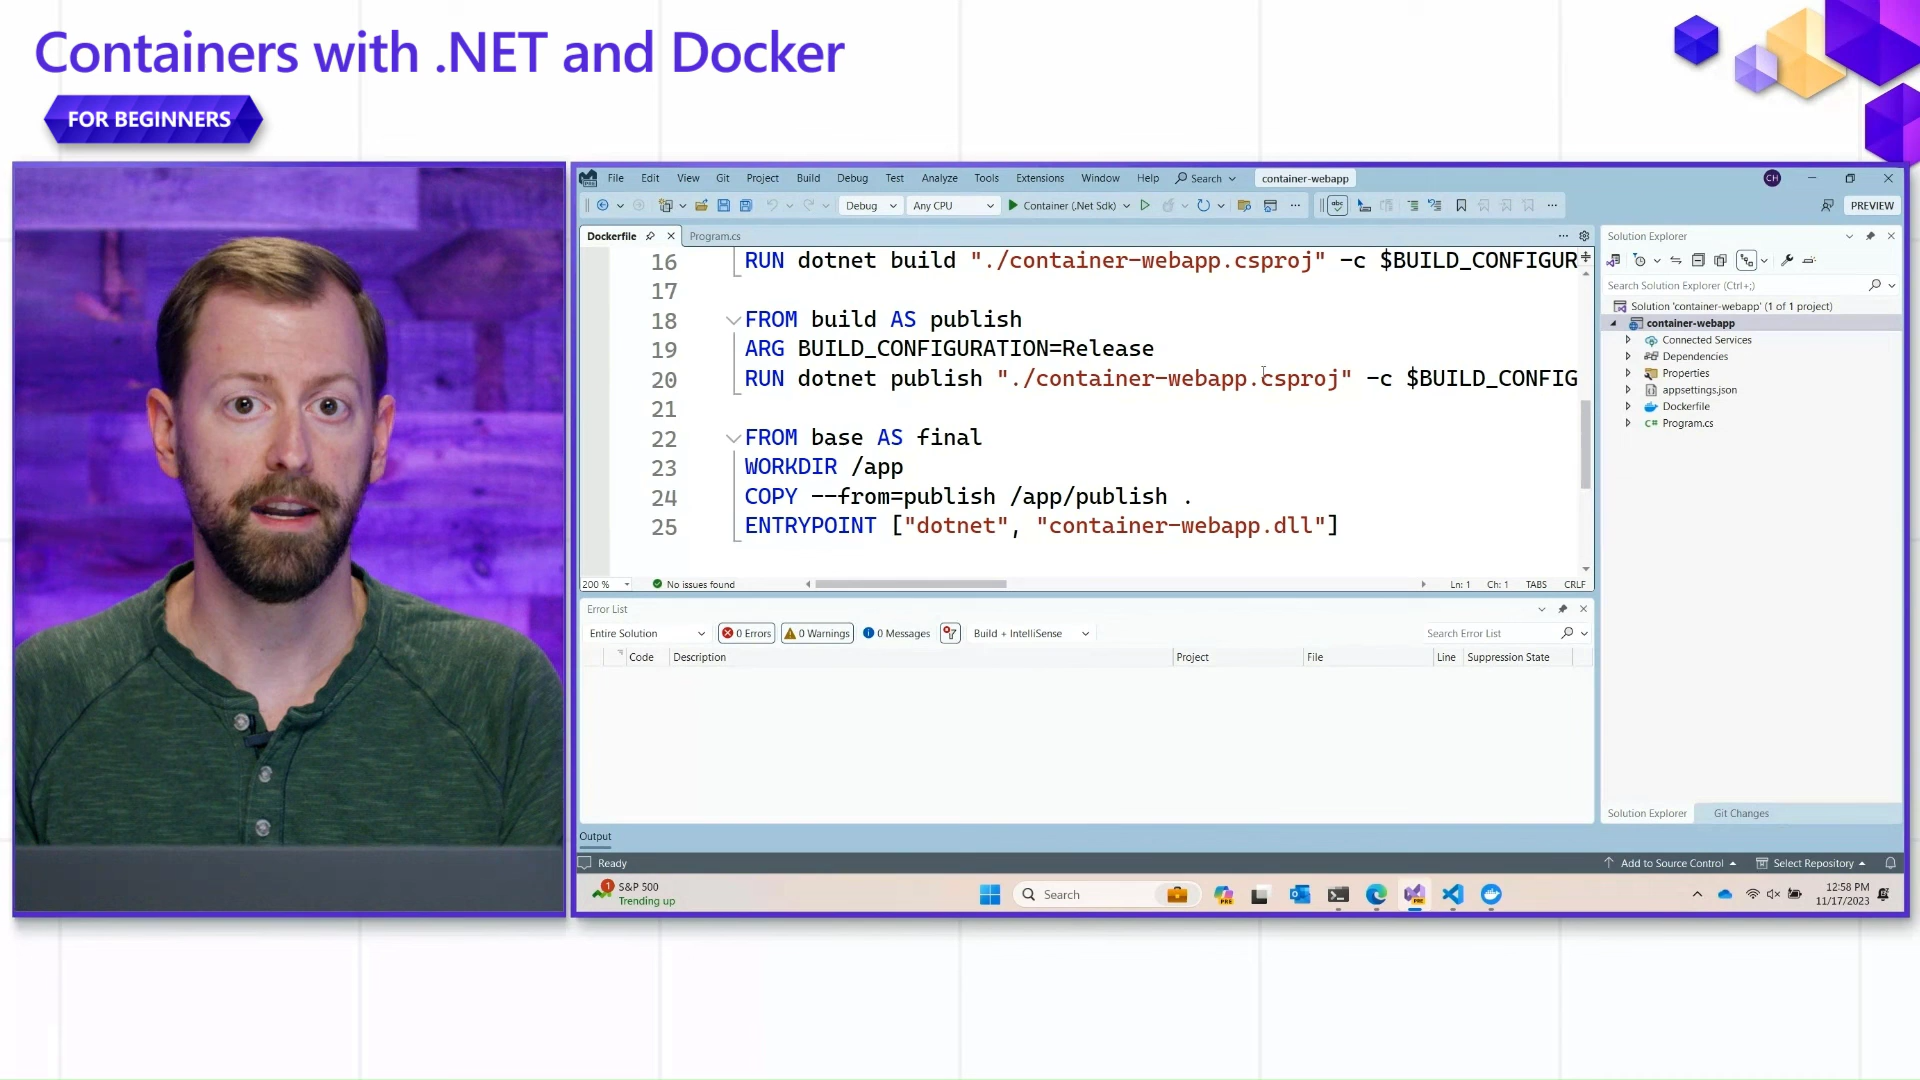 Containers with .NET and Docker
FOR BEGINNERS
File Edit View Git Project Build Debug Test Analyze Tools Extensions Window Help Search container-webapp CH
Debug Any CPU Container (.Net Sdk) abc PREVIEW
Dockerfile Program.cs
16 RUN dotnet build "./container-webapp.csproj" -c $BUILD_CONFIGUR
17
18 FROM build AS publish
19 ARG BUILD_CONFIGURATION=Release
20 RUN dotnet publish "./container-webapp.csproj" -c $BUILD_CONFIG
21
22 FROM base AS final
23 WORKDIR /app
24 COPY --from=publish /app/publish .
25 ENTRYPOINT ["dotnet", "container-webapp.dll"]
200 % No issues found Ln: 1 Ch: 1 TABS CRLF
Error List
Entire Solution 0 Errors 0 Warnings 0 Messages Build + IntelliSense Search Error List
Code Description Project File Line Suppression State
Output
Solution Explorer
Search Solution Explorer (Ctrl+;)
Solution 'container-webapp' (1 of 1 project)
container-webapp
Connected Services
Dependencies
Properties
appsettings.json
Dockerfile
C# Program.cs
Solution Explorer Git Changes
Ready Add to Source Control Select Repository
1 S&P 500
Trending up
Search
PRE
PRE
12:58 PM
11/17/2023